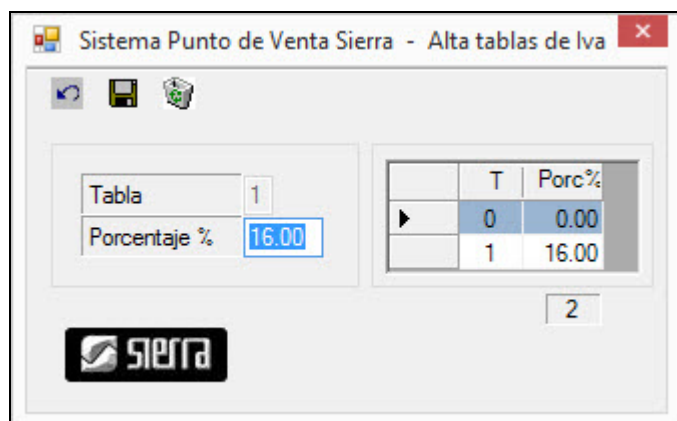 Sistema Punto de Venta Sierra - Alta tablas de Iva
Tabla 1
Porcentaje % 16.00
T Porc%
0 0.00
1 16.00
2
sierra